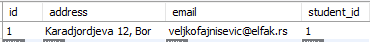 id address email student_id
1 Karadjordjeva 12, Bor veljkofajnisevic@elfak.rs 1